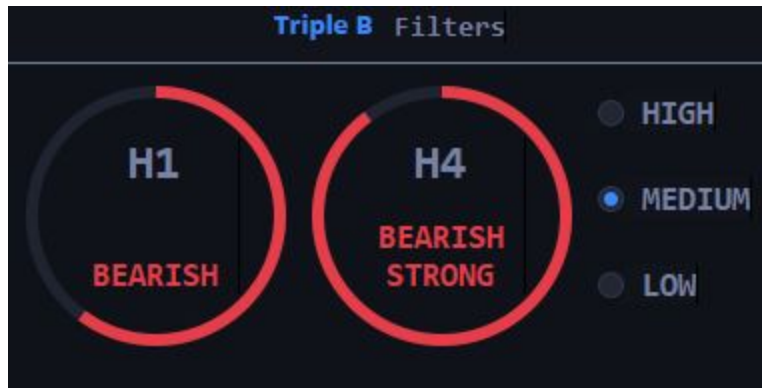 Triple B Filters
H1
BEARISH
H4
BEARISH
STRONG
HIGH
MEDIUM
LOW